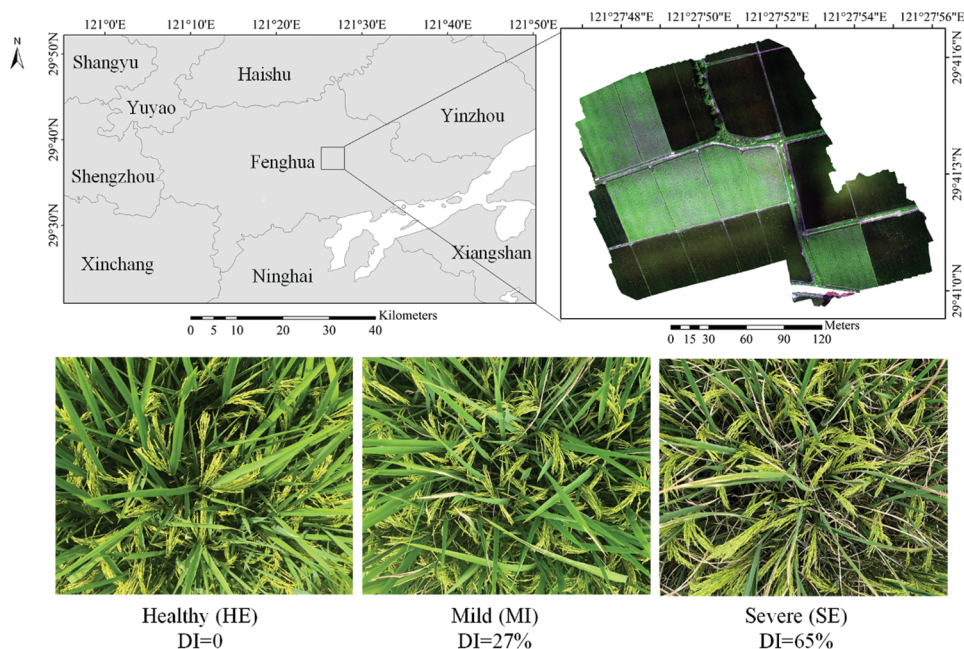 121°0'E 121°10'E 121°20'E 121°30'E 121°40'E 121°50'E
121°27'48"E 121°27'50"E 121°27'52"E 121°27'54"E 121°27'56"E
N
29°50'N
29°40'N
29°30'N
Shangyu
Haishu
Yuyao
Yinzhou
Fenghua
Shengzhou
Xiangshan
Xinchang
Ninghai
29°41'6"N
29°41'3"N
29°41'0"N
Kilometers
0 5 10 20 30 40
Meters
0 15 30 60 90 120
Healthy (HE) Mild (MI) Severe (SE)
DI=0 DI=27% DI=65%